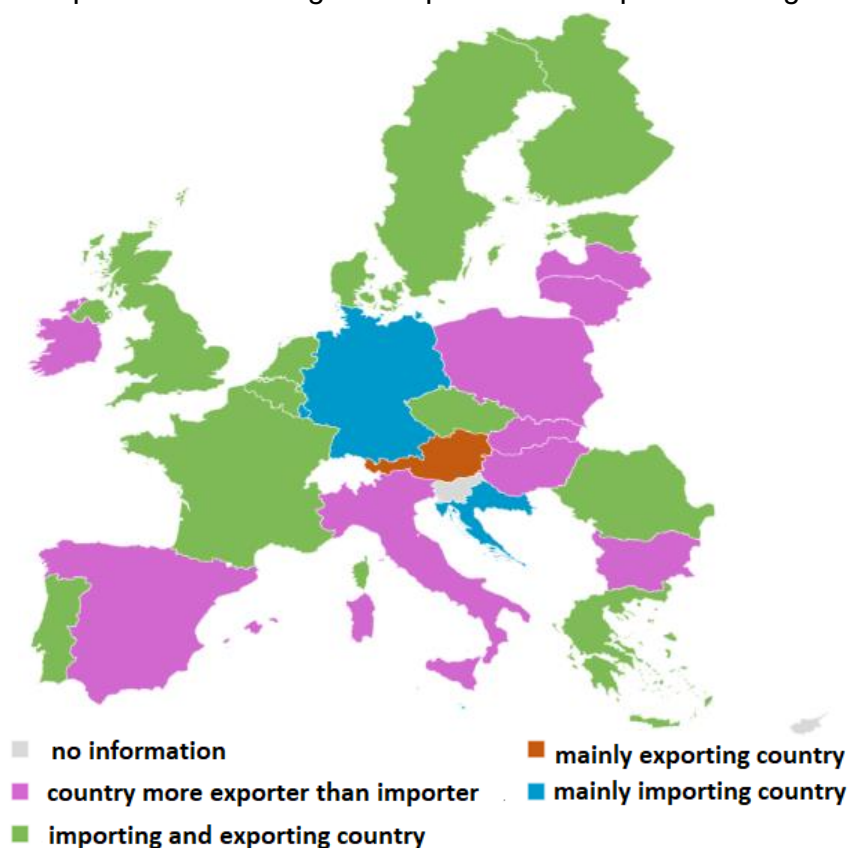 no information
mainly exporting country
country more exporter than importer
mainly importing country
importing and exporting country